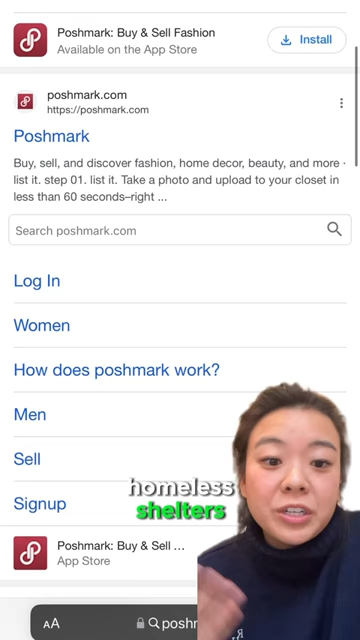 Poshmark: Buy & Sell Fashion
Available on the App Store
Install
poshmark.com
https://poshmark.com
Poshmark
Buy, sell, and discover fashion, home decor, beauty, and more ·
list it. step 01. list it. Take a photo and upload to your closet in
less than 60 seconds–right ...
Search poshmark.com
Log In
Women
How does poshmark work?
Men
Sell
Signup
homeless
shelters
Poshmark: Buy & Sell ...
App Store
AA
poshm